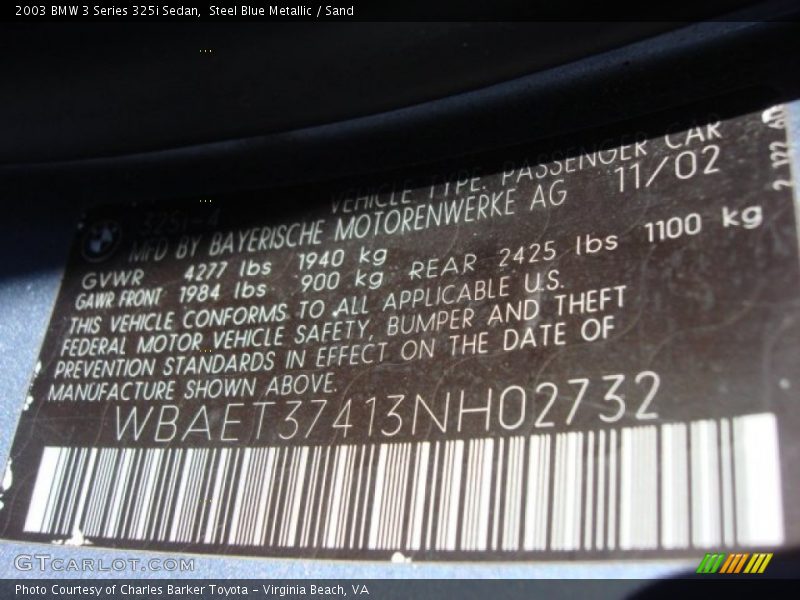 2003 BMW 3 Series 325i Sedan,  Steel Blue Metallic / Sand
325i-4 VEHICLE TYPE. PASSENGER CAR
MFD BY BAYERISCHE MOTORENWERKE AG 11/02
GVWR 4277 lbs 1940 kg
GAWR FRONT 1984 lbs 900 kg REAR 2425 lbs 1100 kg
THIS VEHICLE CONFORMS TO ALL APPLICABLE U.S.
FEDERAL MOTOR VEHICLE SAFETY, BUMPER AND THEFT
PREVENTION STANDARDS IN EFFECT ON THE DATE OF
MANUFACTURE SHOWN ABOVE.
WBAET37413NH02732
GTCARLOT.COM
Photo Courtesy of Charles Barker Toyota - Virginia Beach, VA